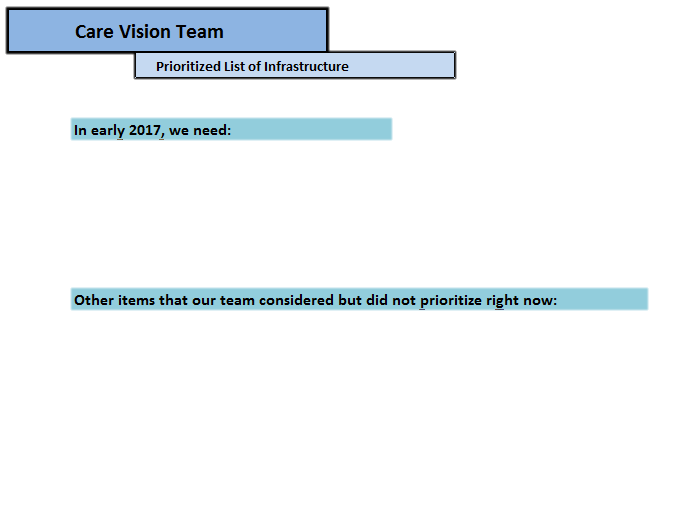 Care Vision Team
Prioritized List of Infrastructure
In early 2017, we need:
Other items that our team considered but did not prioritize right now: